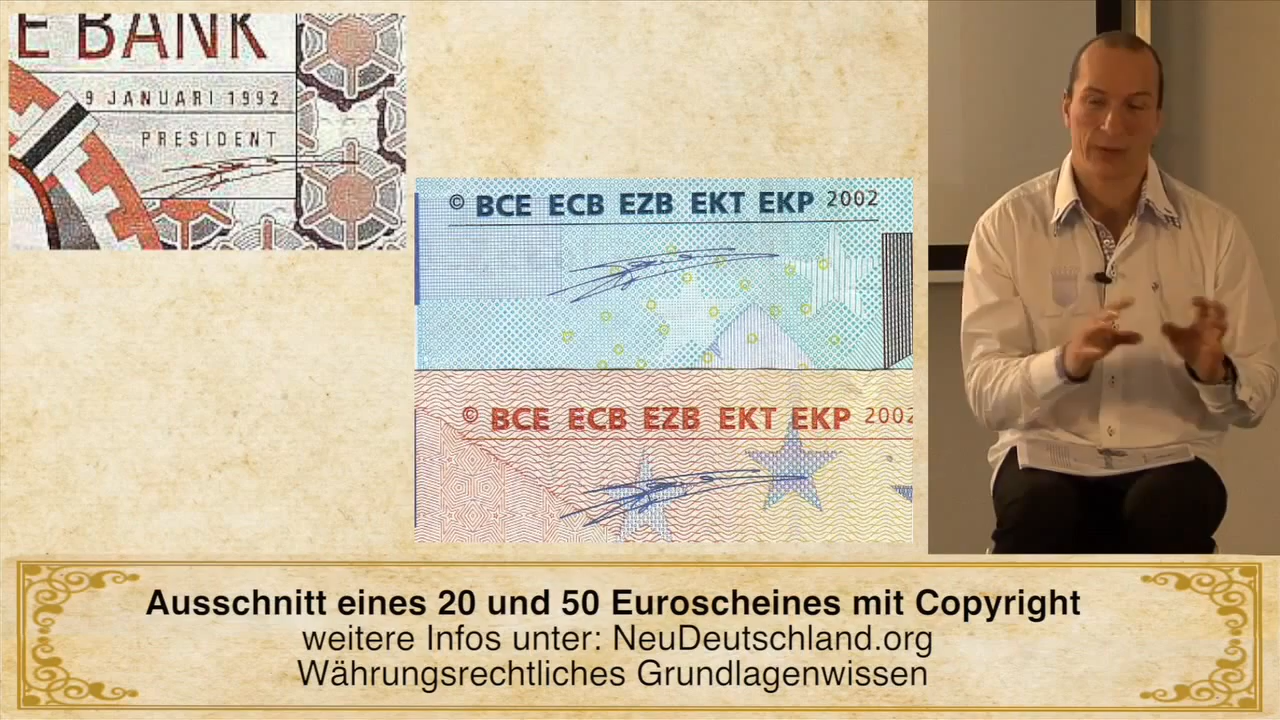 E BANK
9 JANUARI 1992
PRESIDENT
© BCE ECB EZB EKT EKP 2002
© BCE ECB EZB EKT EKP 2002
Ausschnitt eines 20 und 50 Euroscheines mit Copyright
weitere Infos unter: NeuDeutschland.org
Währungsrechtliches Grundlagenwissen